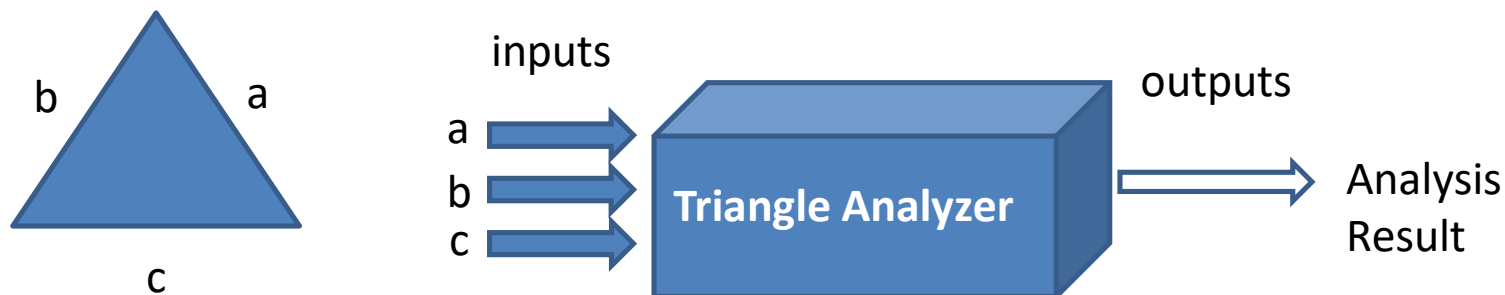 b
a
c
inputs
a
b
c
Triangle Analyzer
outputs
Analysis
Result